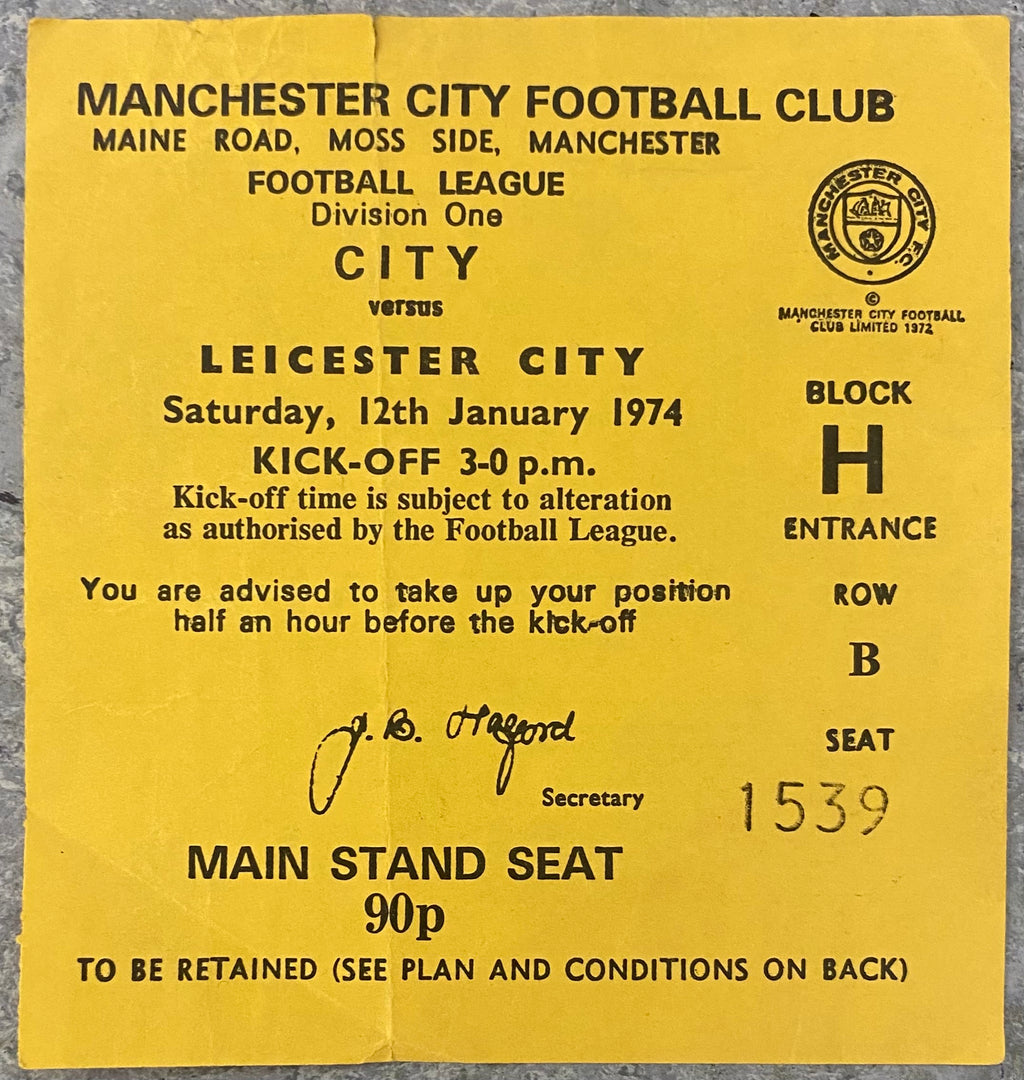 MANCHESTER CITY FOOTBALL CLUB
MAINE ROAD, MOSS SIDE, MANCHESTER
FOOTBALL LEAGUE
Division One
CITY
versus
LEICESTER CITY
Saturday, 12th January 1974
KICK-OFF 3-0 p.m.
Kick-off time is subject to alteration
as authorised by the Football League.
You are advised to take up your position
half an hour before the kick-off
J. B. Halford
Secretary
MAIN STAND SEAT
90p
TO BE RETAINED (SEE PLAN AND CONDITIONS ON BACK)
MANCHESTER CITY F.C.
©
MANCHESTER CITY FOOTBALL
CLUB LIMITED 1972
BLOCK
H
ENTRANCE
ROW
B
SEAT
1539